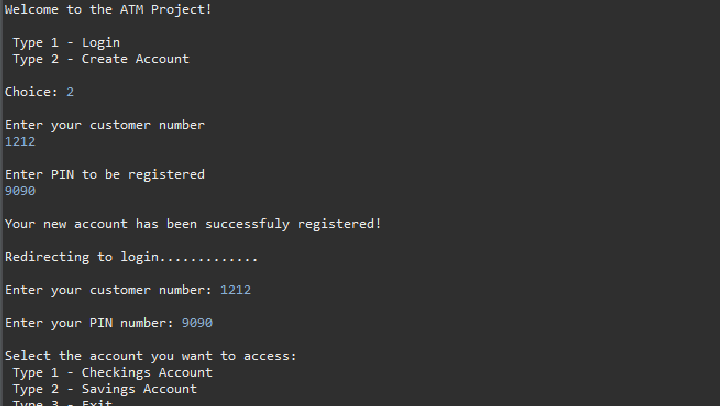 Welcome to the ATM Project!
Type 1 - Login
Type 2 - Create Account
Choice: 2
Enter your customer number
1212
Enter PIN to be registered
9090
Your new account has been successfuly registered!
Redirecting to login.............
Enter your customer number: 1212
Enter your PIN number: 9090
Select the account you want to access:
Type 1 - Checkings Account
Type 2 - Savings Account
Type 3 - Exit